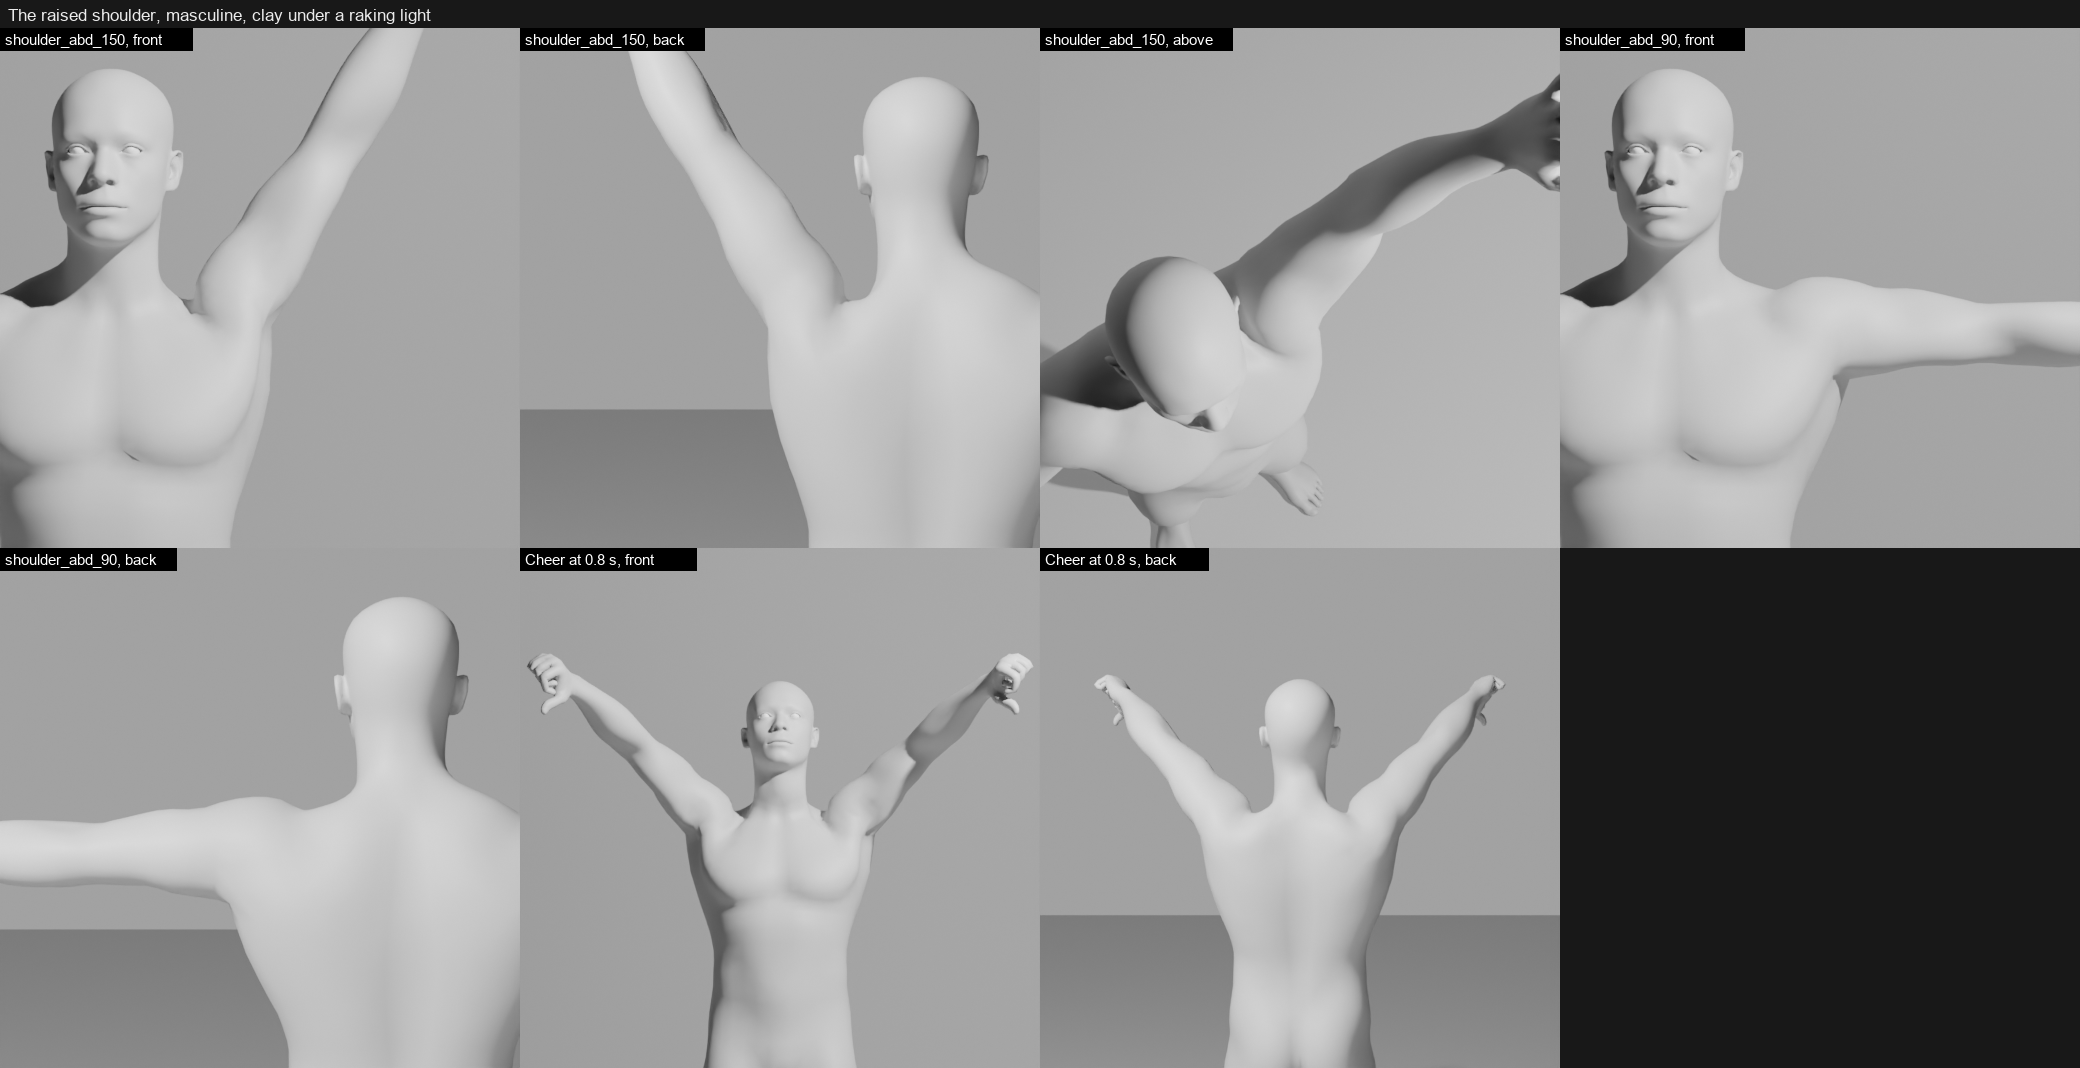 The raised shoulder, masculine, clay under a raking light
shoulder_abd_150, front
shoulder_abd_150, back
shoulder_abd_150, above
shoulder_abd_90, front
shoulder_abd_90, back
Cheer at 0.8 s, front
Cheer at 0.8 s, back